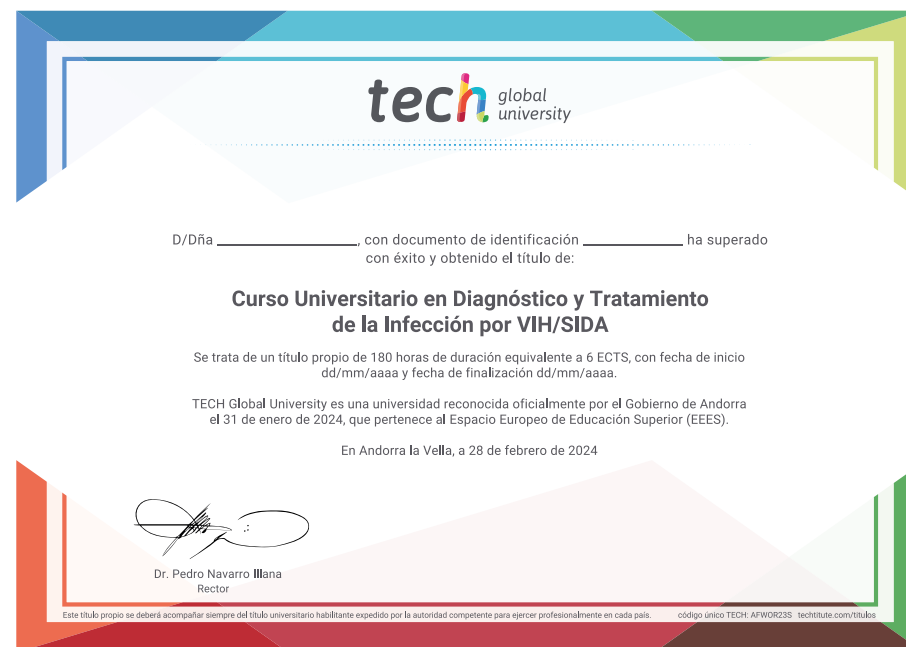 tech global university
D/Dña ______________, con documento de identificación ______________ ha superado
con éxito y obtenido el título de:
Curso Universitario en Diagnóstico y Tratamiento
de la Infección por VIH/SIDA
Se trata de un título propio de 180 horas de duración equivalente a 6 ECTS, con fecha de inicio
dd/mm/aaaa y fecha de finalización dd/mm/aaaa.
TECH Global University es una universidad reconocida oficialmente por el Gobierno de Andorra
el 31 de enero de 2024, que pertenece al Espacio Europeo de Educación Superior (EEES).
En Andorra la Vella, a 28 de febrero de 2024
Dr. Pedro Navarro Illana
Rector
Este título propio se deberá acompañar siempre del título universitario habilitante expedido por la autoridad competente para ejercer profesionalmente en cada país. código único TECH: AFWOR23S techtitute.com/titulos